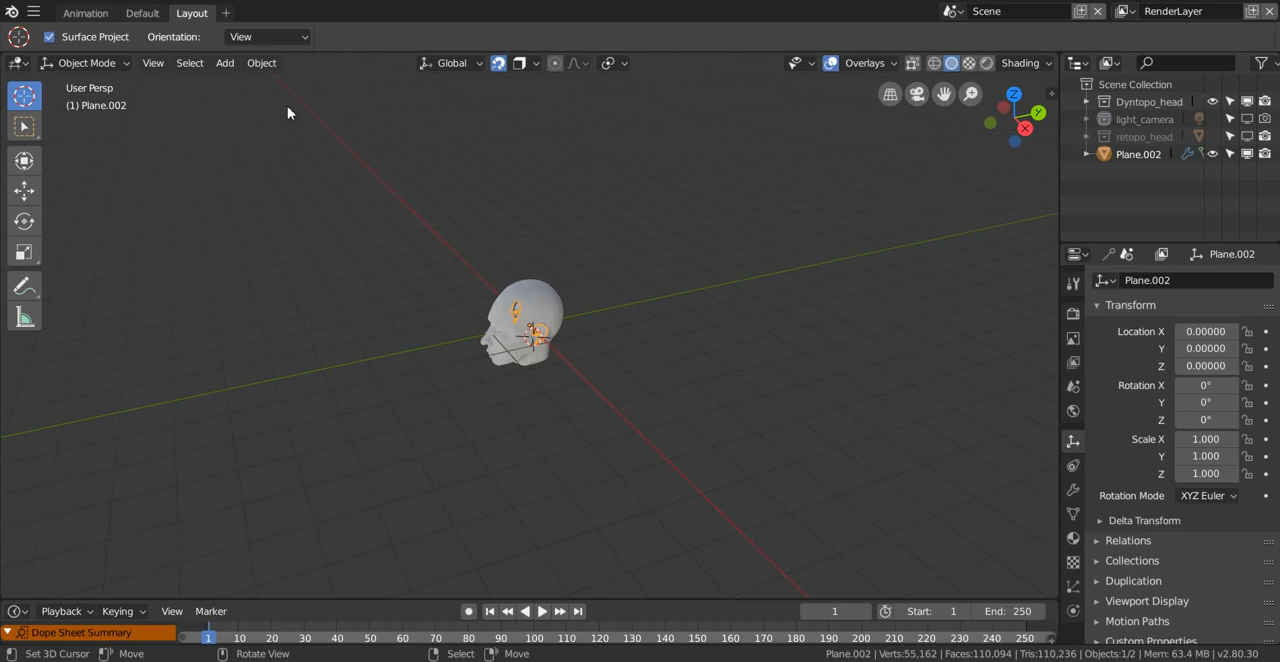 Animation Default Layout Scene RenderLayer
Surface Project Orientation: View
Object Mode View Select Add Object Global Overlays Shading
User Persp
(1) Plane.002
Z
Y
X
Scene Collection
Dyntopo_head
light_camera
retopo_head
Plane.002
Plane.002
Plane.002
Transform
Location X 0.00000
Y 0.00000
Z 0.00000
Rotation X 0°
Y 0°
Z 0°
Scale X 1.000
Y 1.000
Z 1.000
Rotation Mode XYZ Euler
Delta Transform
Relations
Collections
Duplication
Viewport Display
Motion Paths
Custom Properties
Playback Keying View Marker 1 Start: 1 End: 250
Dope Sheet Summary 1 10 20 30 40 50 60 70 80 90 100 110 120 130 140 150 160 170 180 190 200 210 220 230 240 250
Set 3D Cursor Move Rotate View Select Move Plane.002 | Verts:55,162 | Faces:110,094 | Tris:110,236 | Objects:1/2 | Mem: 63.4 MB | v2.80.30